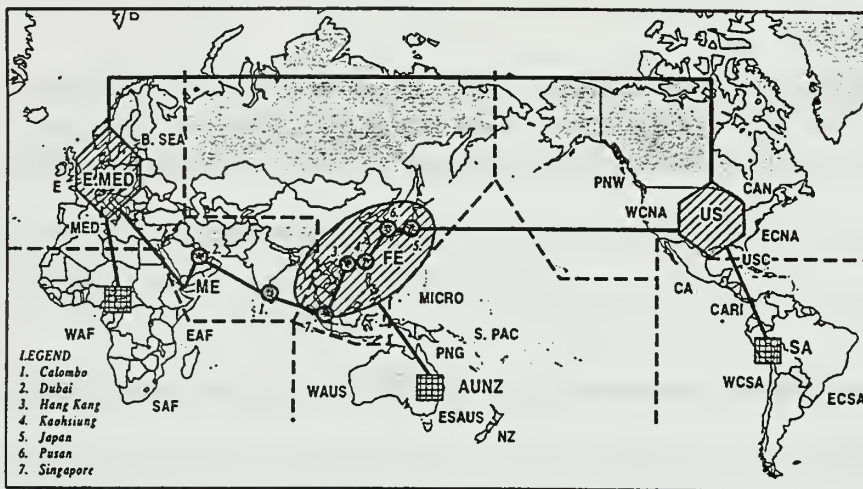 B. SEA
E
E.MED
MED
WAF
SAF
EAF
ME
2.
1.
3.
4.
6.
5.
7.
FE
MICRO
S. PAC
PNG
WAUS
AUNZ
ESAUS
NZ
PNW
WCNA
US
CAN
ECNA
USC
CA
CARI
SA
WCSA
ECSA
LEGEND
1. Calombo
2. Dubai
3. Hang Kang
4. Kaohsiung
5. Japan
6. Pusan
7. Singapore